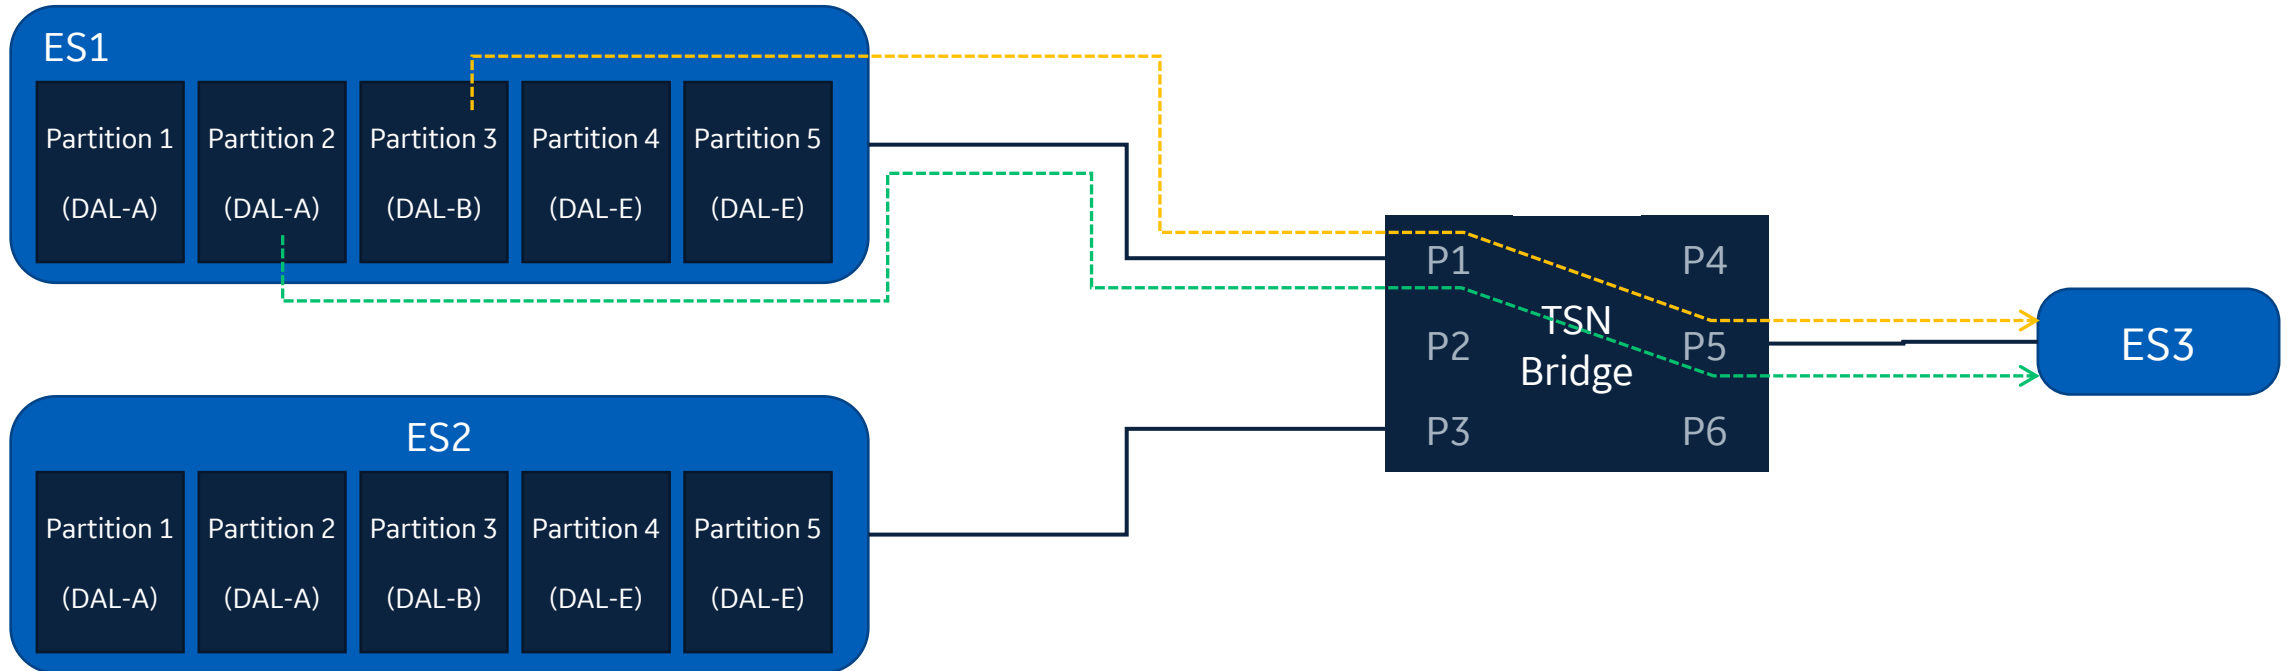 ES1
Partition 1
(DAL-A)
Partition 2
(DAL-A)
Partition 3
(DAL-B)
Partition 4
(DAL-E)
Partition 5
(DAL-E)
P1
P4
TSN
Bridge
P2
P5
P3
P6
ES3
ES2
Partition 1
(DAL-A)
Partition 2
(DAL-A)
Partition 3
(DAL-B)
Partition 4
(DAL-E)
Partition 5
(DAL-E)